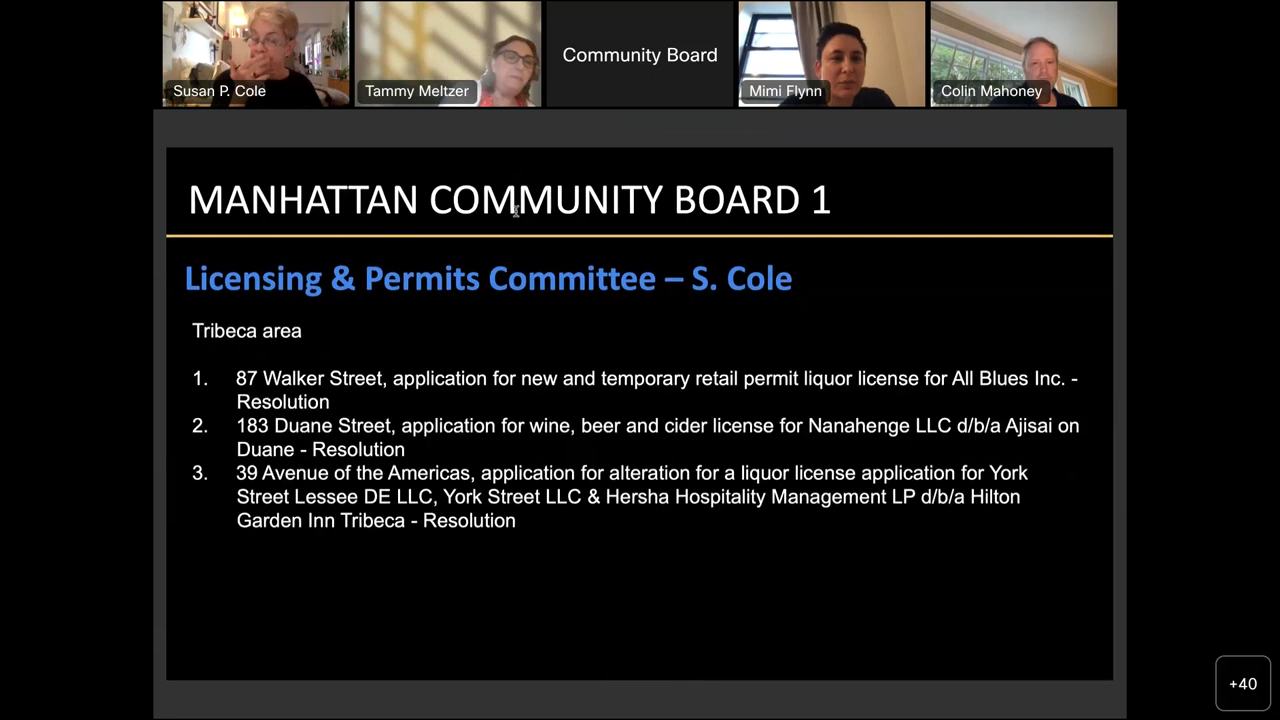 Community Board
Susan P. Cole
Tammy Meltzer
Mimi Flynn
Colin Mahoney
MANHATTAN COMMUNITY BOARD 1
Licensing & Permits Committee – S. Cole
Tribeca area
1. 87 Walker Street, application for new and temporary retail permit liquor license for All Blues Inc. -
Resolution
2. 183 Duane Street, application for wine, beer and cider license for Nanahenge LLC d/b/a Ajisai on
Duane - Resolution
3. 39 Avenue of the Americas, application for alteration for a liquor license application for York
Street Lessee DE LLC, York Street LLC & Hersha Hospitality Management LP d/b/a Hilton
Garden Inn Tribeca - Resolution
+40